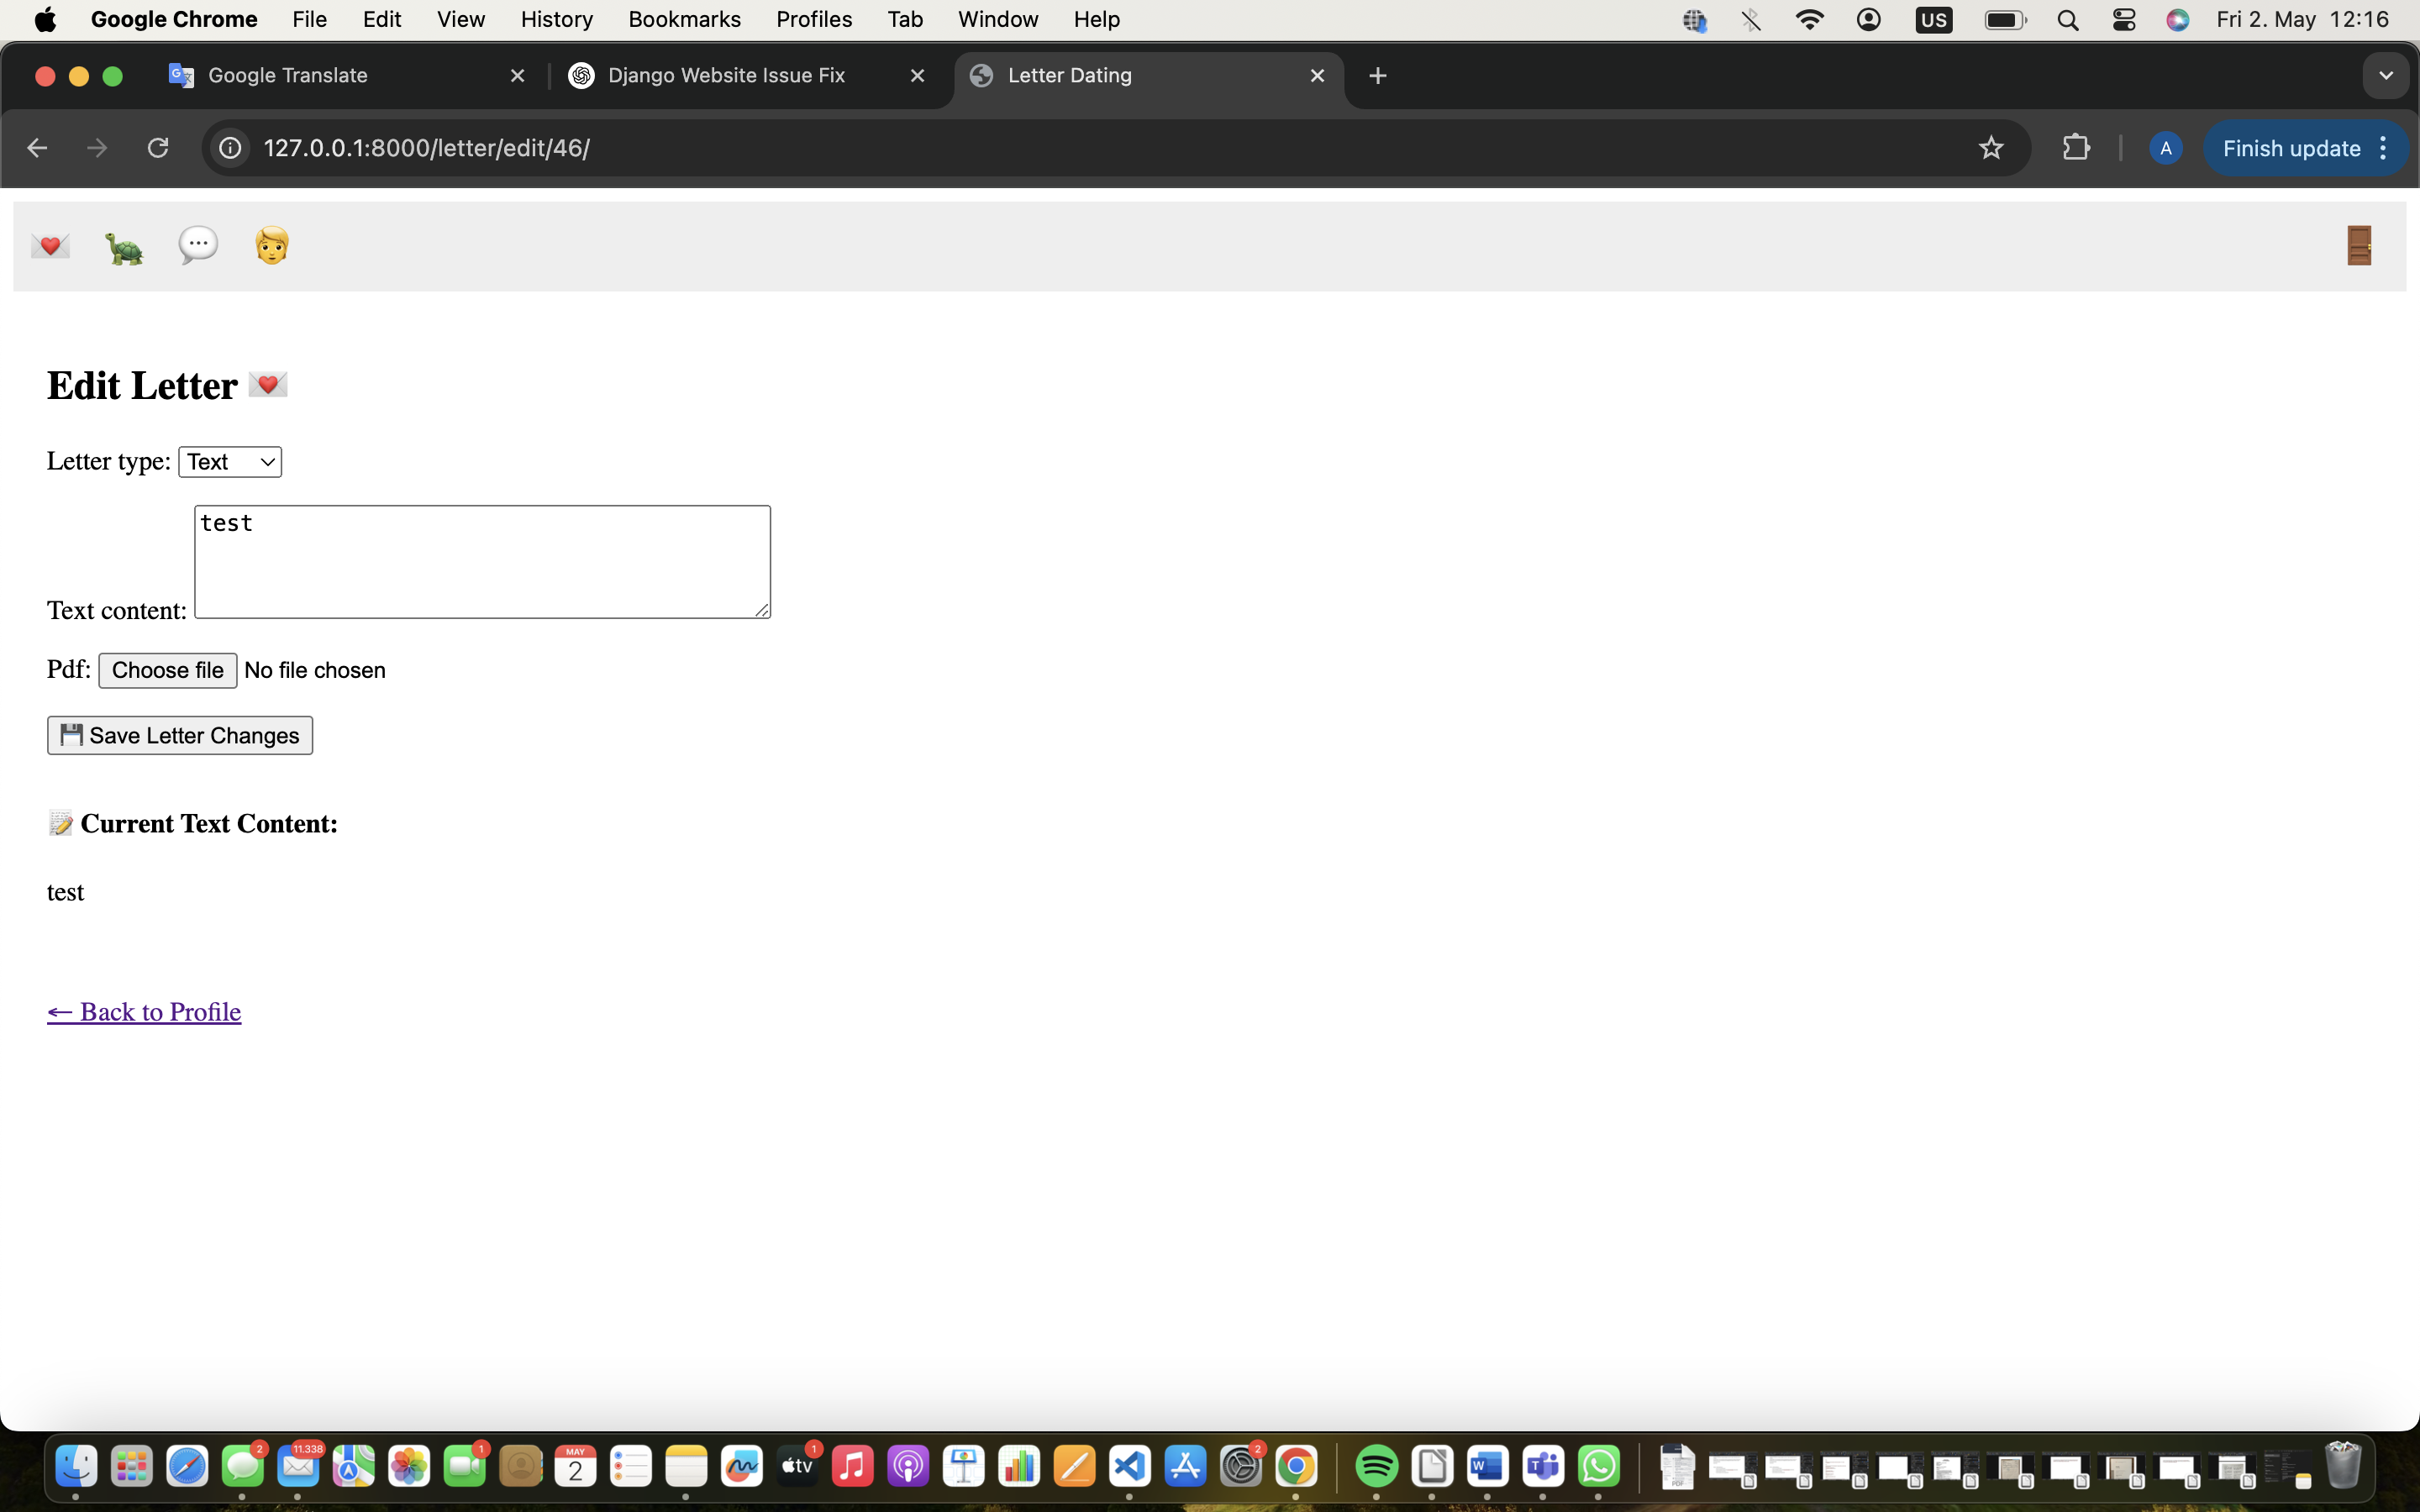 Google Chrome File Edit View History Bookmarks Profiles Tab Window Help US Fri 2. May 12:16
Google Translate Django Website Issue Fix Letter Dating
127.0.0.1:8000/letter/edit/46/ A Finish update
Edit Letter
Letter type: Text
test
Text content:
Pdf: Choose file No file chosen
Save Letter Changes
Current Text Content:
test
← Back to Profile
2 11.338 1 MAY 2 tv 1 2